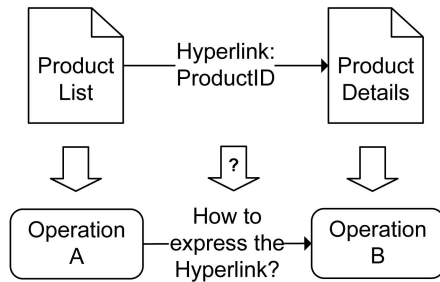 Product
List
Hyperlink:
ProductID
Product
Details
?
Operation
A
How to
express the
Hyperlink?
Operation
B